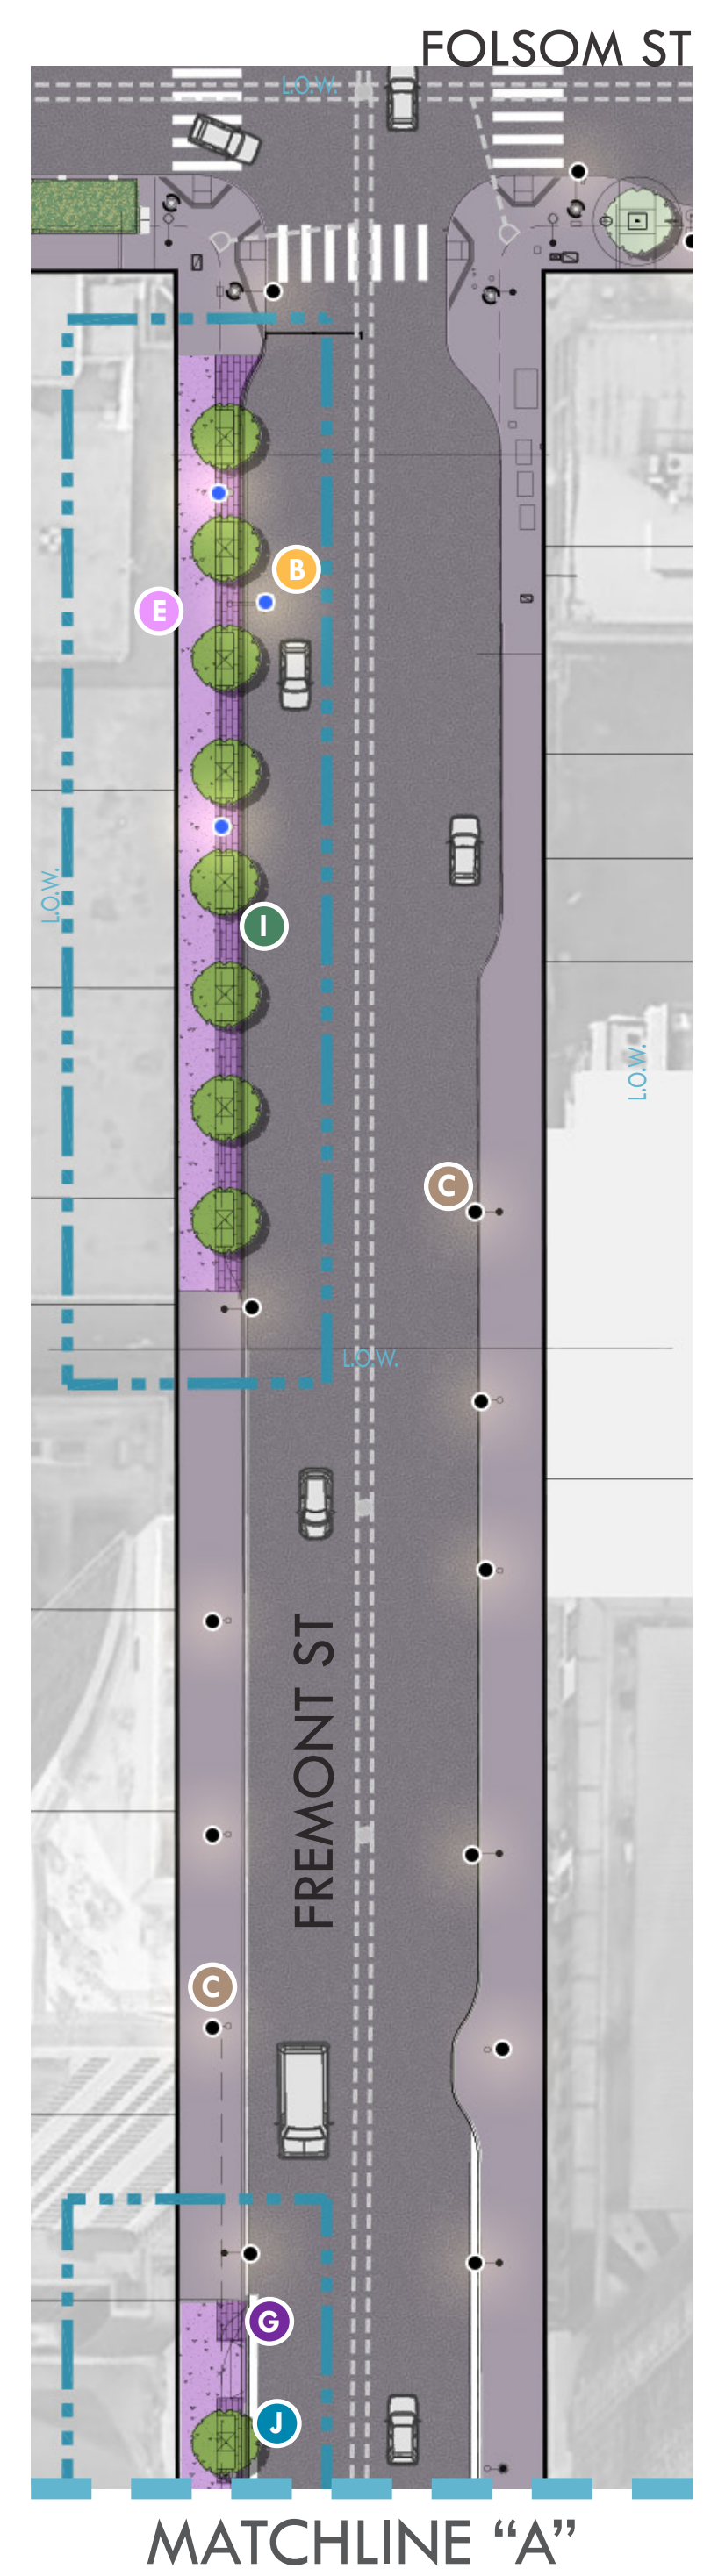 FOLSOM ST
L.O.W.
B
E
L.O.W.
I
L.O.W.
C
L.O.W.
FREMONT ST
C
G
J
MATCHLINE “A”